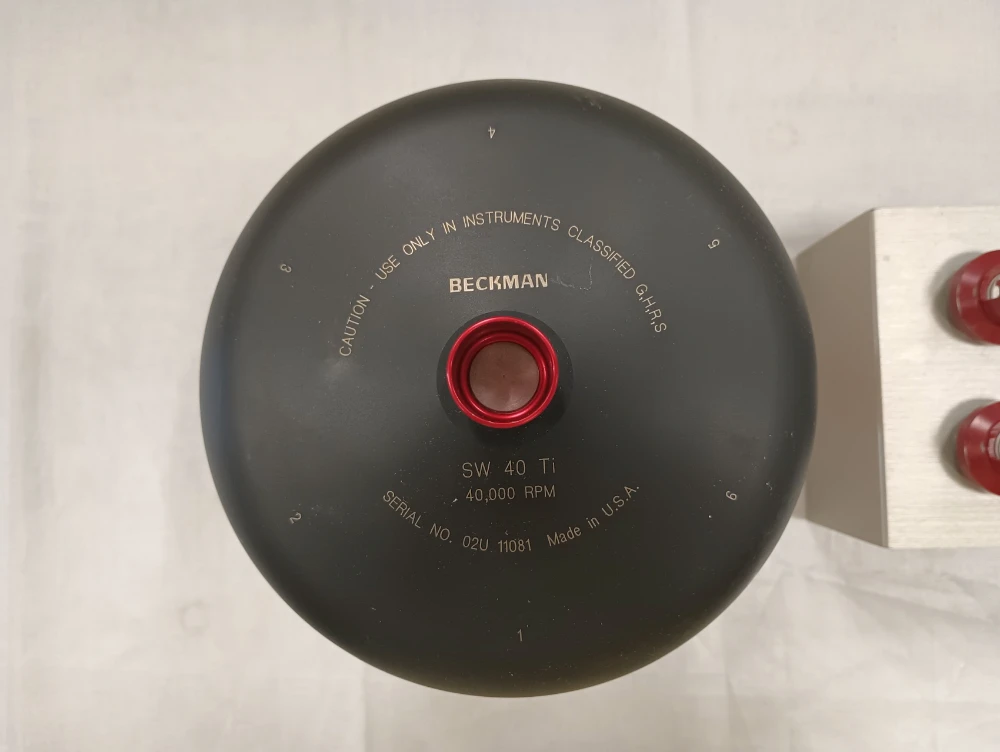 4
5
3
CAUTION - USE ONLY IN INSTRUMENTS CLASSIFIED G,H,R,S
BECKMAN
SW 40 Ti
40,000 RPM
SERIAL NO. 02U 11081 Made in U.S.A.
2
6
1